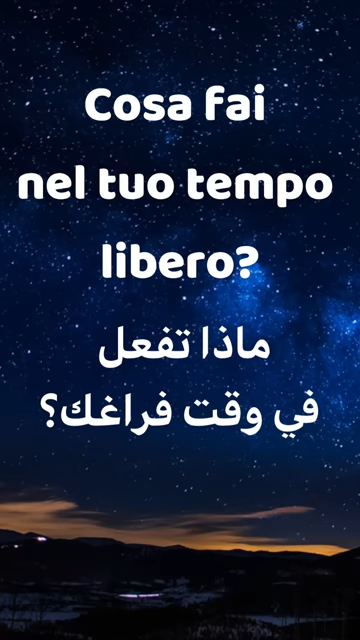 Cosa fai
nel tuo tempo
libero?
ماذا تفعل
في وقت فراغك؟